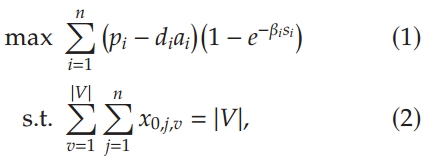 max ∑_{i=1}^{n} (p_i − d_i a_i)(1 − e^{−β_i s_i}) (1)
s.t. ∑_{v=1}^{|V|} ∑_{j=1}^{n} x_{0,j,v} = |V|, (2)